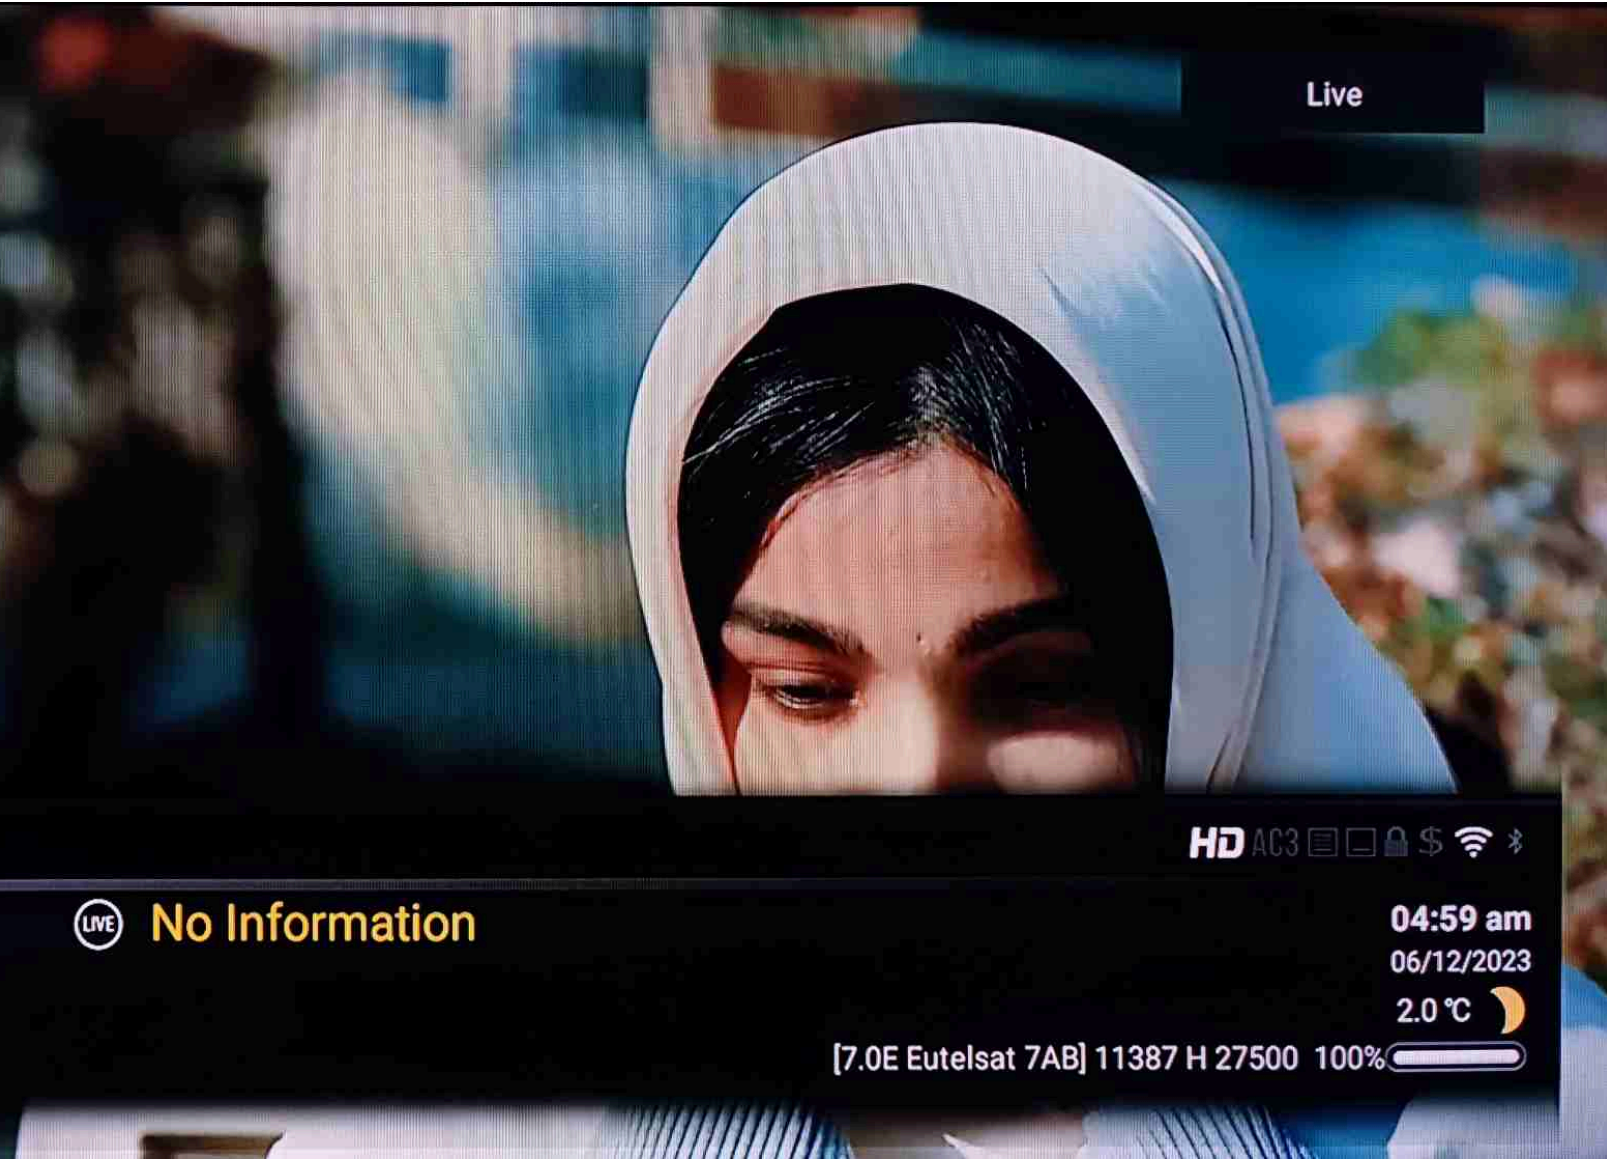 Live
HD AC3 $
LIVE No Information
04:59 am
06/12/2023
2.0 °C
[7.0E Eutelsat 7AB] 11387 H 27500 100%